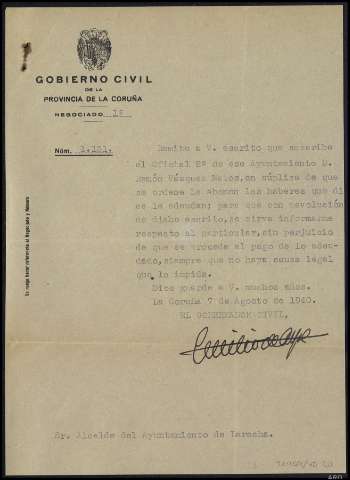 GOBIERNO CIVIL
DE LA
PROVINCIA DE LA CORUÑA
NEGOCIADO 1º
Núm. 1.151.
Remito a V. escrito que suscribe
el Oficial 2º de ese Ayuntamiento D.
Ramón Vázquez Matos, en súplica de que
se ordene le abonen los haberes que di
ce le adeudan; para que con devolución
de dicho escrito, se sirva informarme
respecto al particular, sin perjuicio
de que se proceda al pago de lo adeu-
dado, siempre que no haya causa legal
que lo impida.
Dios guarde a V. muchos años.
La Coruña 7 de Agosto de 1940.
EL GOBERNADOR CIVIL,
Sr. Alcalde del Ayuntamiento de Laracha.